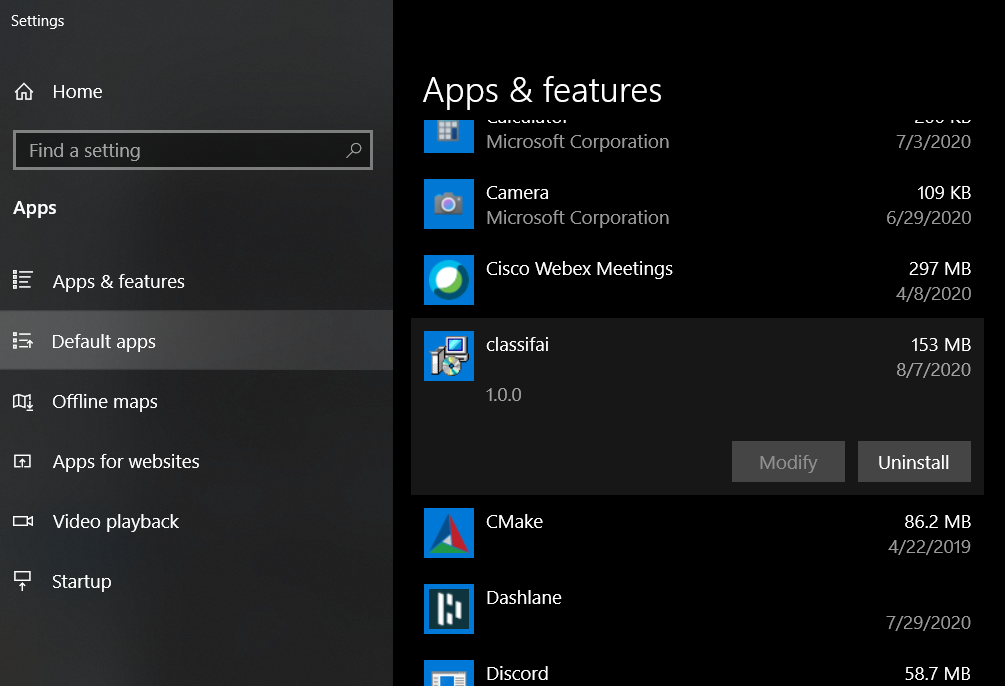 Settings
Home
Find a setting
Apps
Apps & features
Default apps
Offline maps
Apps for websites
Video playback
Startup
Apps & features
Calculator
Microsoft Corporation
7/3/2020
Camera
109 KB
Microsoft Corporation
6/29/2020
Cisco Webex Meetings
297 MB
4/8/2020
classifai
153 MB
8/7/2020
1.0.0
Modify
Uninstall
CMake
86.2 MB
4/22/2019
Dashlane
7/29/2020
Discord
58.7 MB